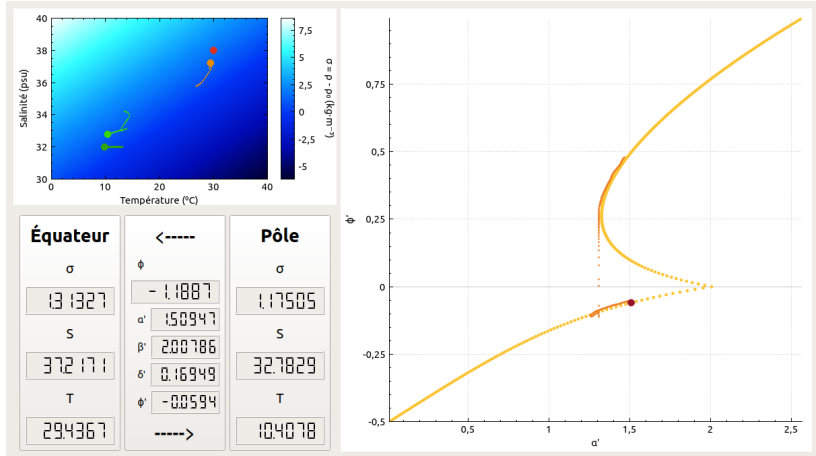 40
38
36
34
32
30
Salinité (psu)
0
10
20
30
40
Température (ºC)
7,5
5
2,5
0
-2,5
-5
σ = ρ - ρ₀ (kg·m⁻³)
Équateur
σ
1.31327
S
37.2171
T
29.4367
<-----
ϕ
-1.1887
α' 1.50947
β' 2.00786
δ' 0.16949
ϕ' -0.0594
----->
Pôle
σ
1.17505
S
32.7829
T
10.4078
0,75
0,5
0,25
0
-0,25
-0,5
ϕ'
0,5
1
1,5
2
2,5
α'